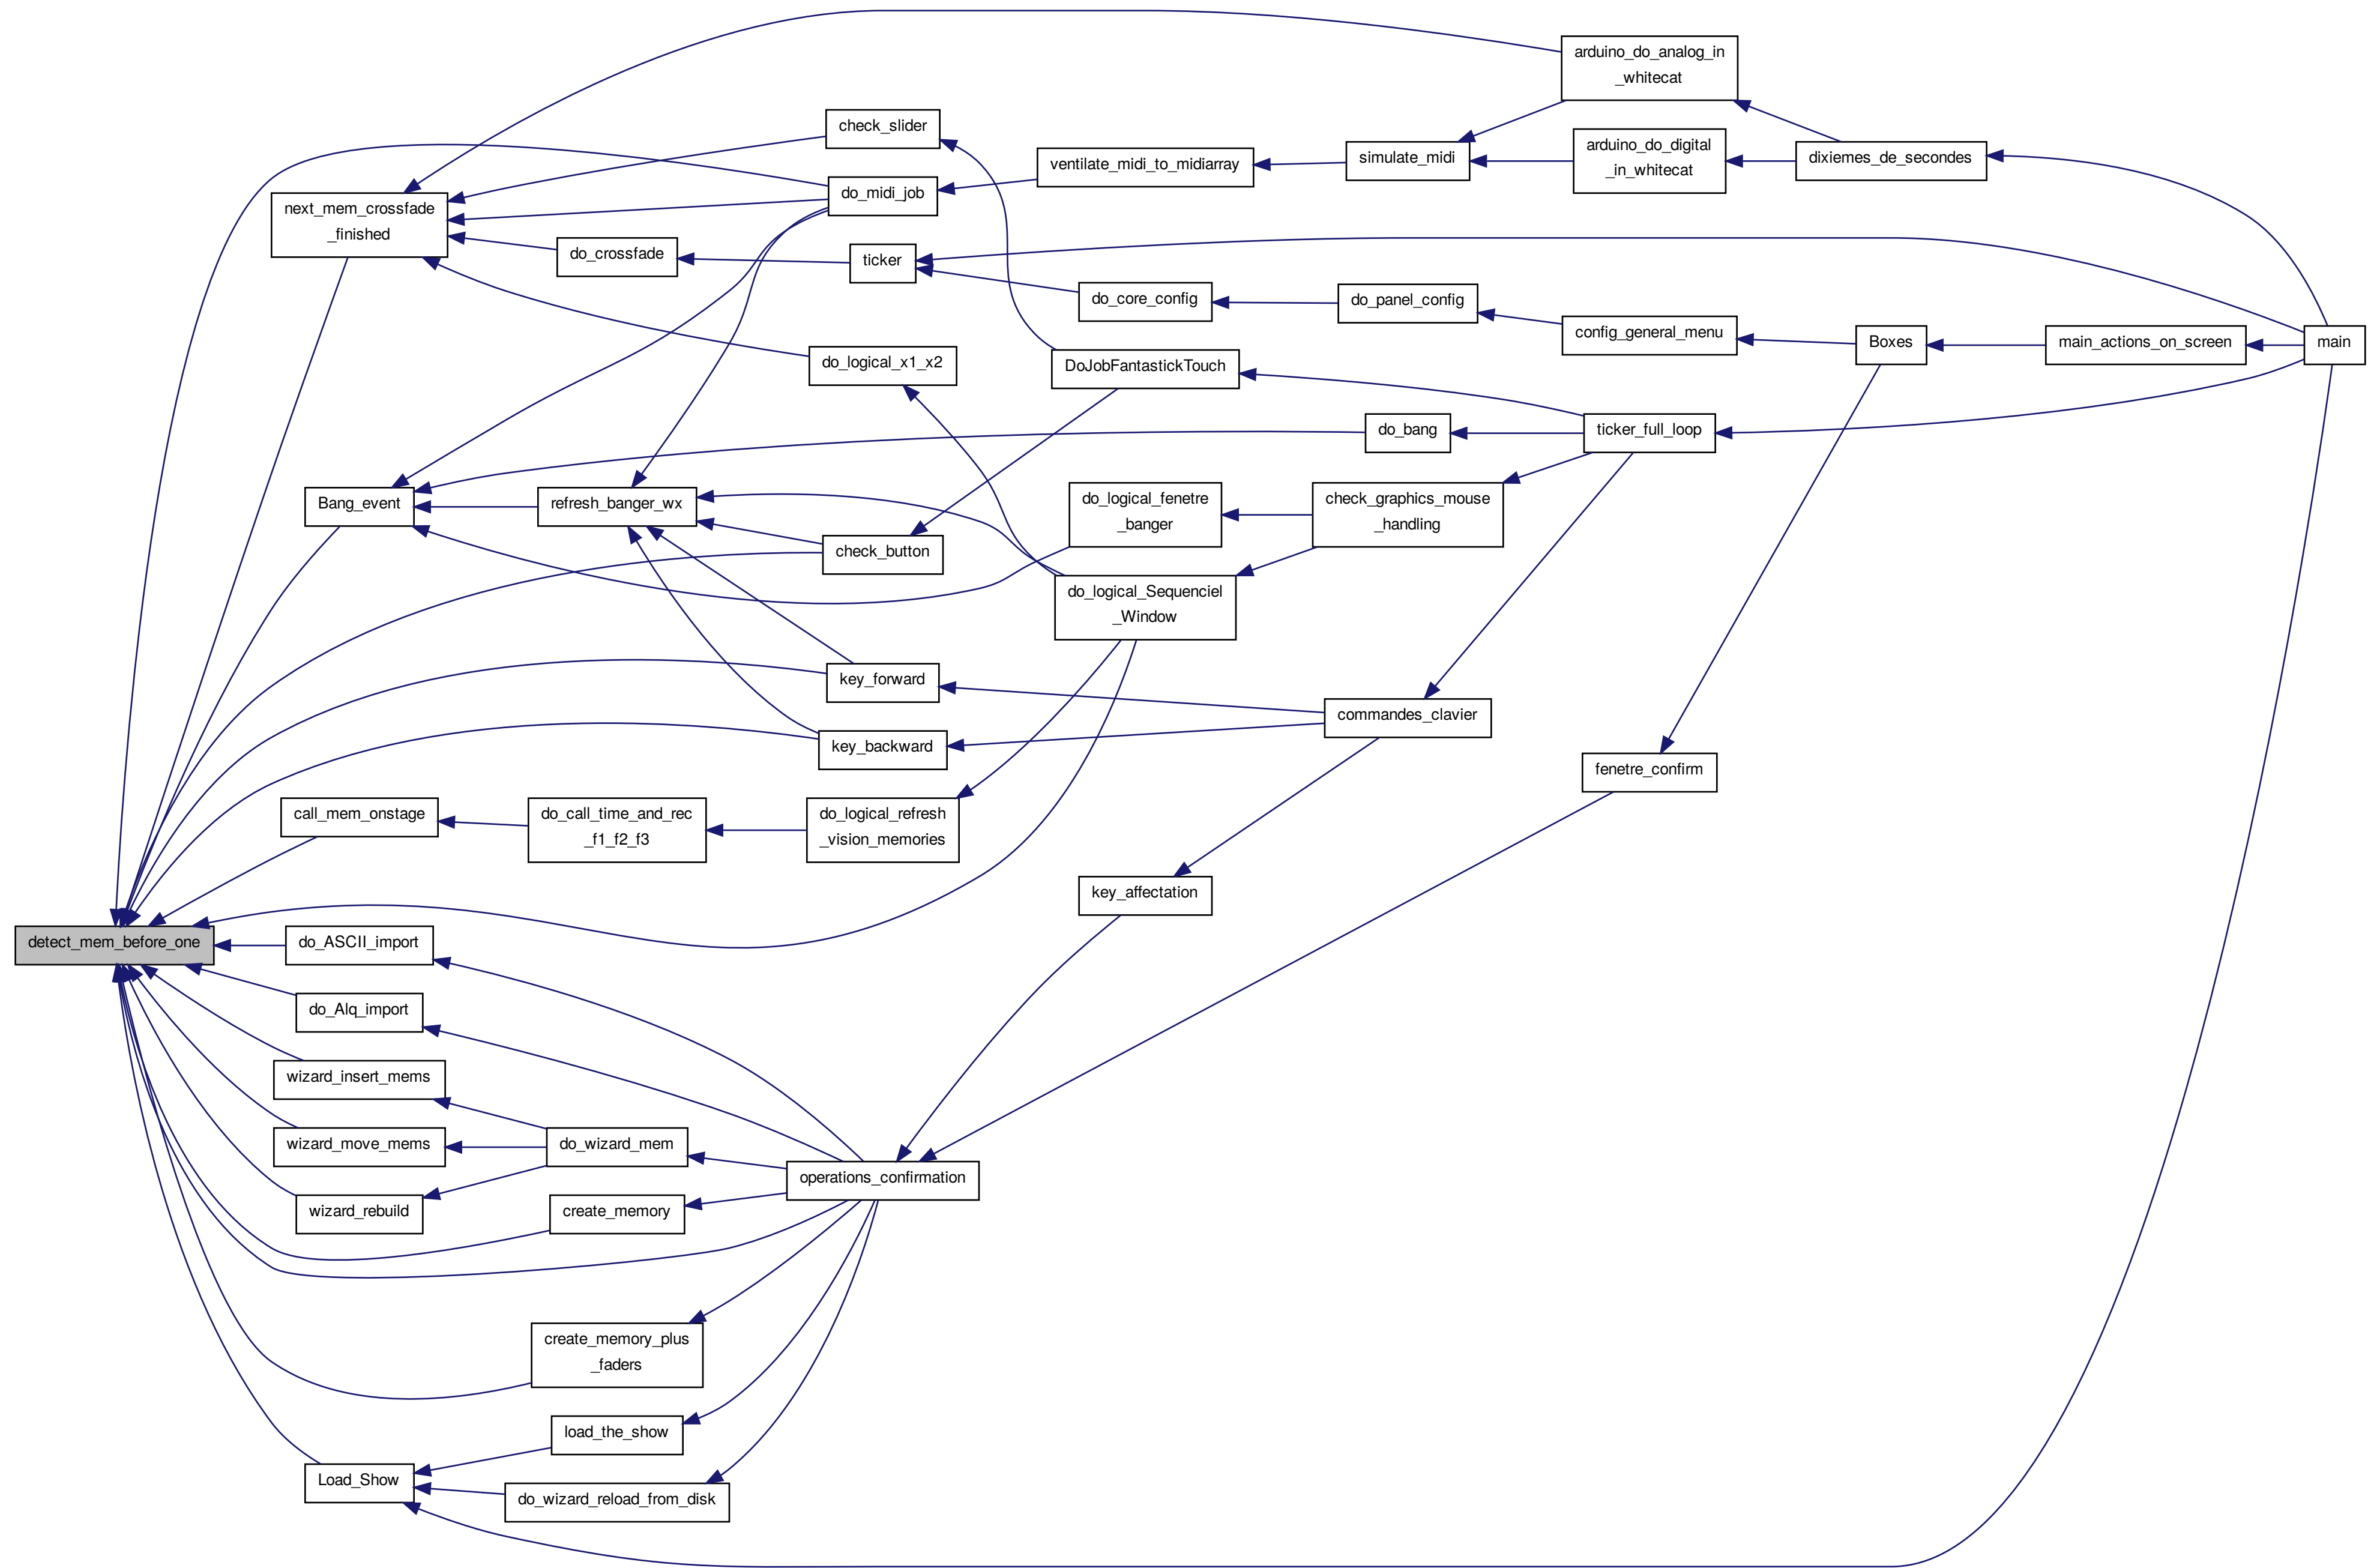 arduino_do_analog_in
_whitecat
check_slider
arduino_do_digital
_in_whitecat
ventilate_midi_to_midiarray
simulate_midi
dixiemes_de_secondes
next_mem_crossfade
_finished
do_midi_job
do_crossfade
ticker
do_core_config
do_panel_config
config_general_menu
Boxes
main_actions_on_screen
main
do_logical_x1_x2
DoJobFantastickTouch
do_bang
ticker_full_loop
Bang_event
refresh_banger_wx
do_logical_fenetre
_banger
check_graphics_mouse
_handling
check_button
do_logical_Sequenciel
_Window
key_forward
commandes_clavier
key_backward
fenetre_confirm
call_mem_onstage
do_call_time_and_rec
_f1_f2_f3
do_logical_refresh
_vision_memories
key_affectation
detect_mem_before_one
do_ASCII_import
do_Alq_import
wizard_insert_mems
wizard_move_mems
do_wizard_mem
operations_confirmation
wizard_rebuild
create_memory
create_memory_plus
_faders
load_the_show
Load_Show
do_wizard_reload_from_disk